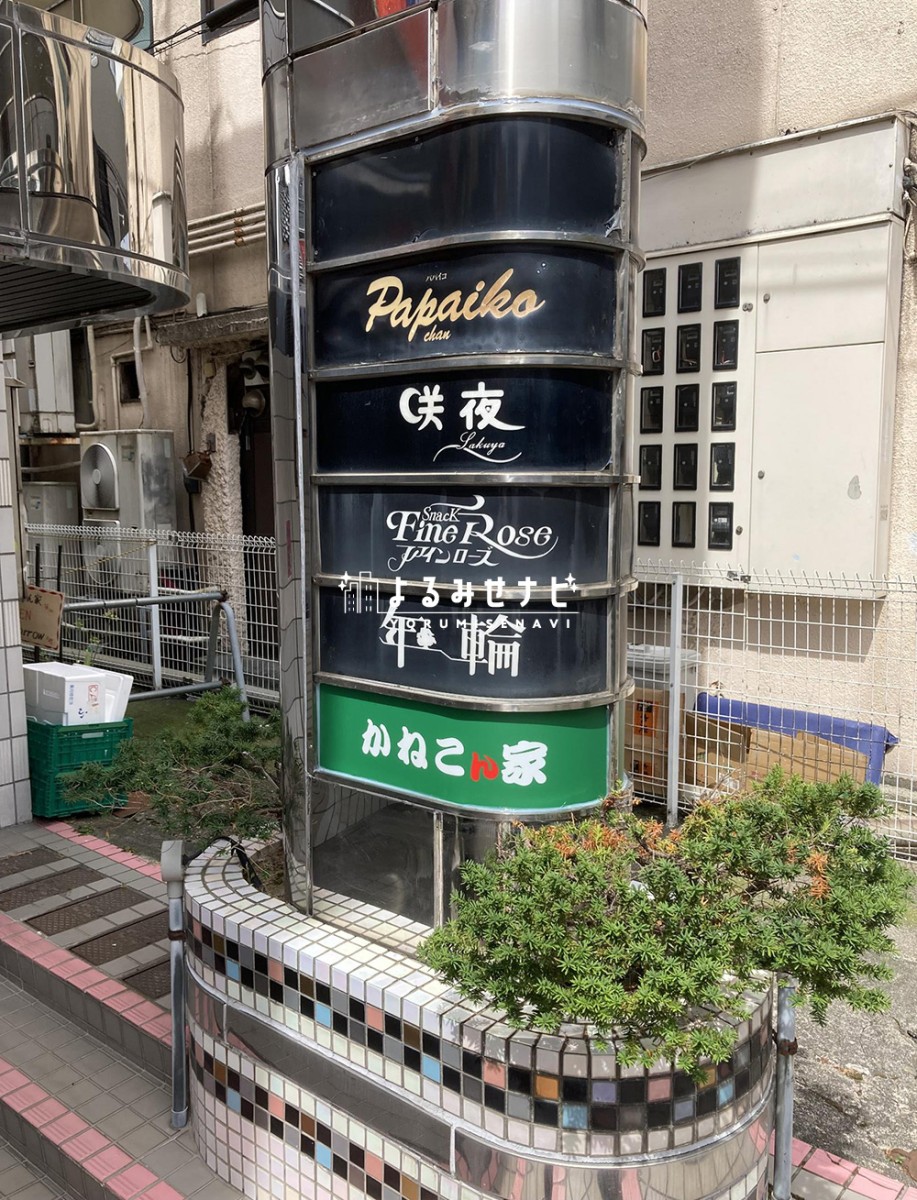 パパイコ
Papaiko
chan
咲夜
Sakuya
Snack
Fine Rose
ファインローズ
よるみせナビ
YORUMISENAVI
年輪
かねこん家